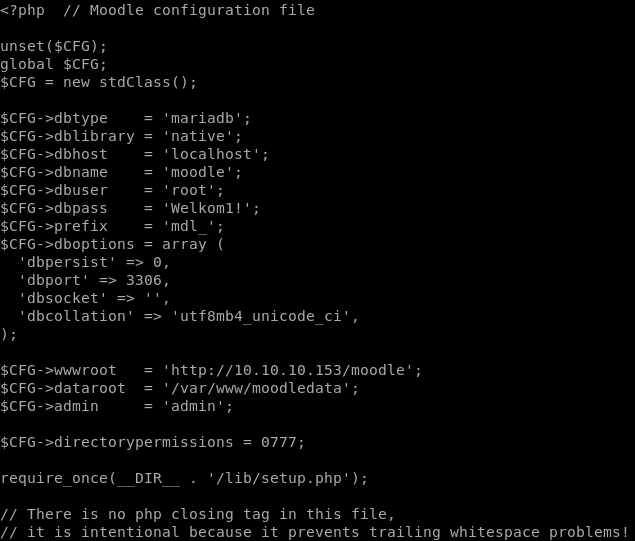 <?php  // Moodle configuration file

unset($CFG);
global $CFG;
$CFG = new stdClass();

$CFG->dbtype    = 'mariadb';
$CFG->dblibrary = 'native';
$CFG->dbhost    = 'localhost';
$CFG->dbname    = 'moodle';
$CFG->dbuser    = 'root';
$CFG->dbpass    = 'Welkom1!';
$CFG->prefix    = 'mdl_';
$CFG->dboptions = array (
  'dbpersist' => 0,
  'dbport' => 3306,
  'dbsocket' => '',
  'dbcollation' => 'utf8mb4_unicode_ci',
);

$CFG->wwwroot   = 'http://10.10.10.153/moodle';
$CFG->dataroot  = '/var/www/moodledata';
$CFG->admin     = 'admin';

$CFG->directorypermissions = 0777;

require_once(__DIR__ . '/lib/setup.php');

// There is no php closing tag in this file,
// it is intentional because it prevents trailing whitespace problems!